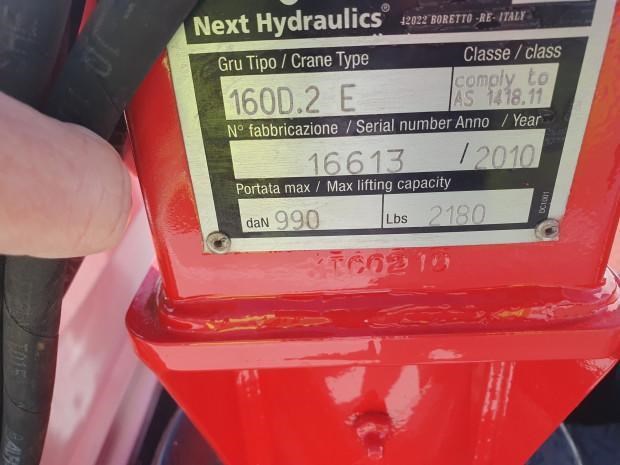 Next Hydraulics® 42022 BORETTO -RE- ITALY
Gru Tipo / Crane Type Classe / class
160D.2 E comply to
AS 1418.11
N° fabbricazione / Serial number Anno / Year
16613 / 2010
Portata max / Max lifting capacity
daN 990 Lbs 2180
DC1001